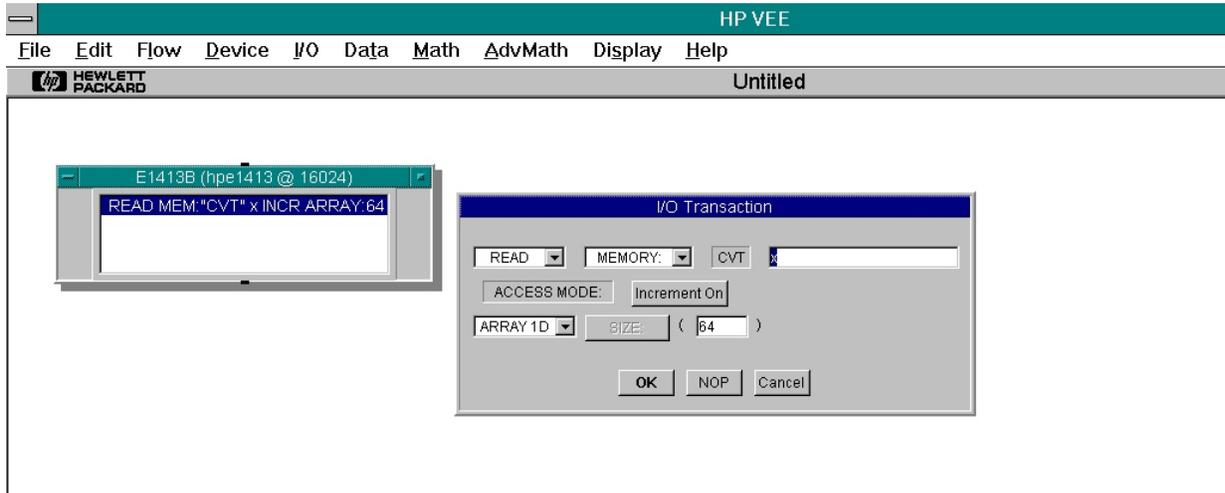 HP VEE
File Edit Flow Device I/O Data Math AdvMath Display Help
hp HEWLETT PACKARD Untitled
E1413B (hpe1413 @ 16024)
READ MEM:"CVT" x INCR ARRAY:64
I/O Transaction
READ MEMORY: CVT x
ACCESS MODE: Increment On
ARRAY 1D SIZE: ( 64 )
OK NOP Cancel